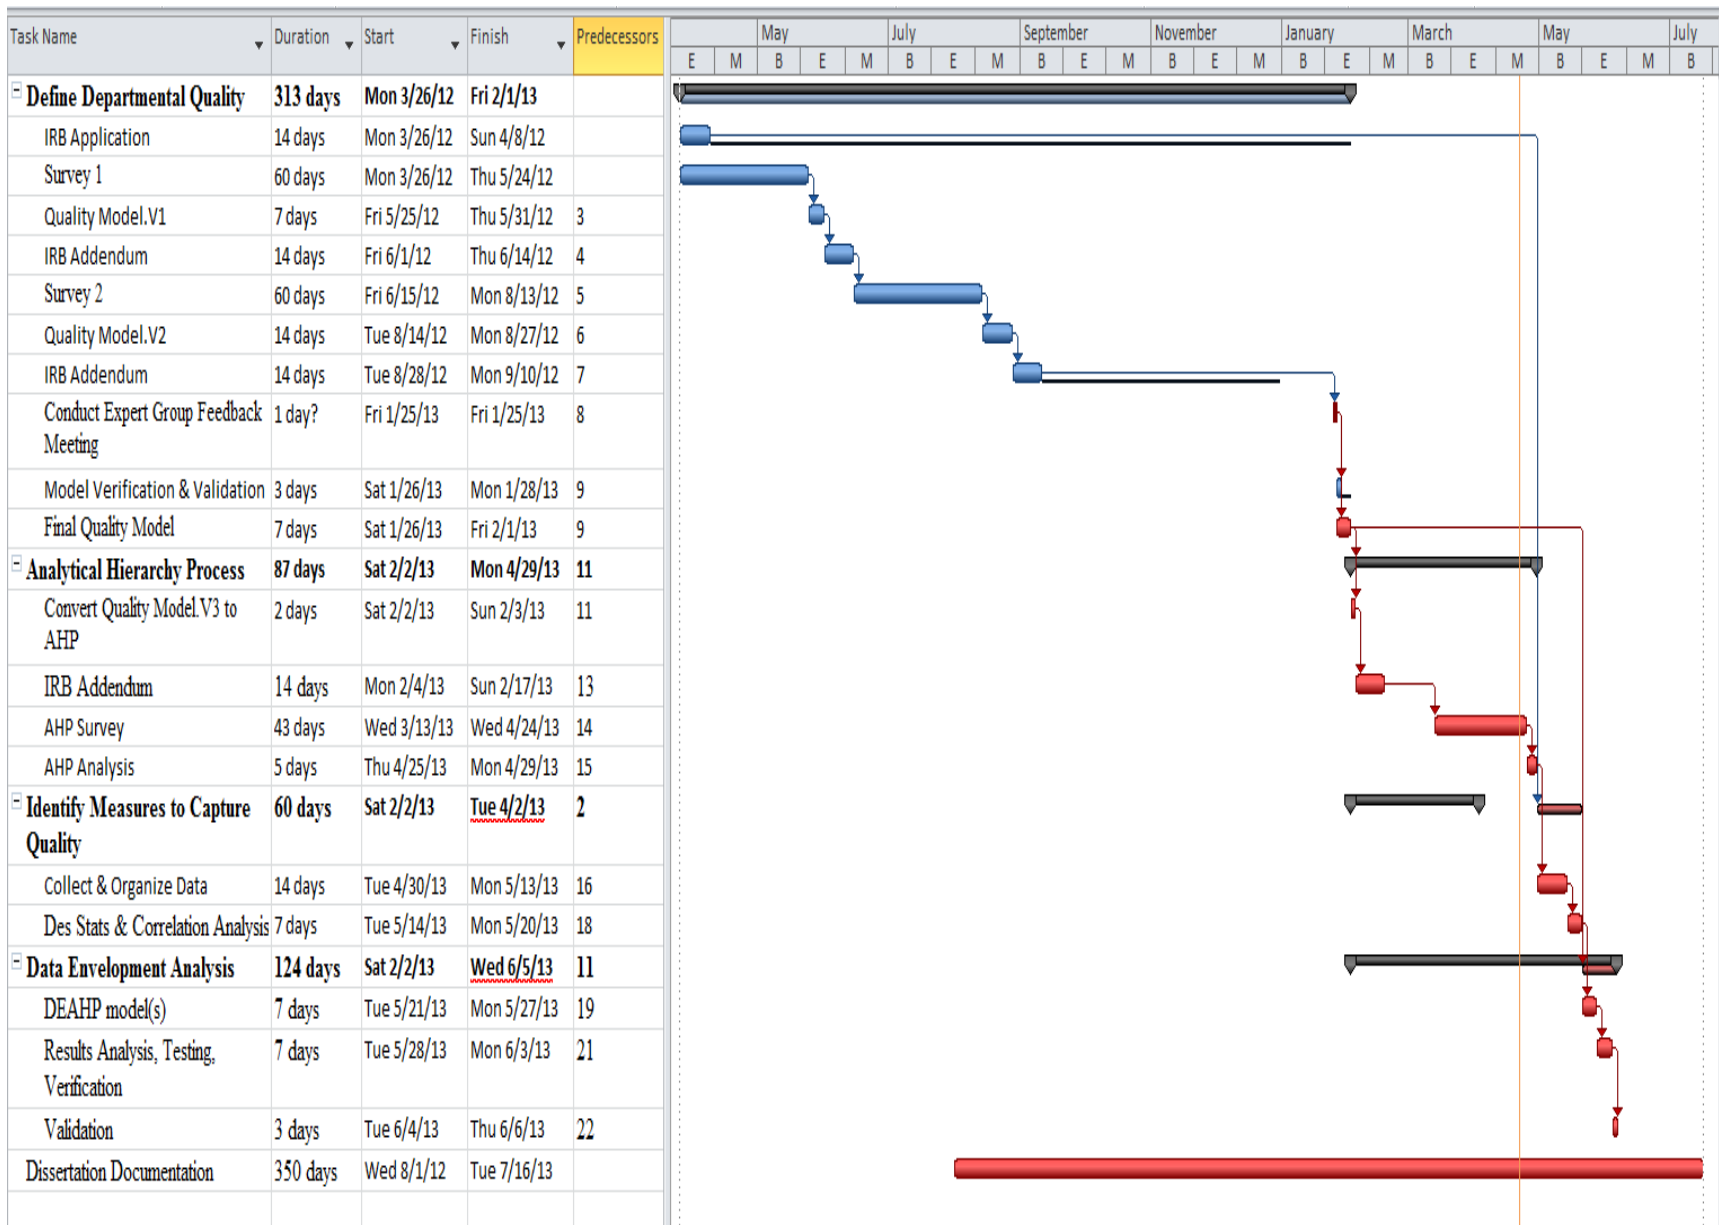 Task Name Duration Start Finish Predecessors
May July September November January March May July
E M B E M B E M B E M B E M B E M B E M B E M B
Define Departmental Quality 313 days Mon 3/26/12 Fri 2/1/13
IRB Application 14 days Mon 3/26/12 Sun 4/8/12
Survey 1 60 days Mon 3/26/12 Thu 5/24/12
Quality Model.V1 7 days Fri 5/25/12 Thu 5/31/12 3
IRB Addendum 14 days Fri 6/1/12 Thu 6/14/12 4
Survey 2 60 days Fri 6/15/12 Mon 8/13/12 5
Quality Model.V2 14 days Tue 8/14/12 Mon 8/27/12 6
IRB Addendum 14 days Tue 8/28/12 Mon 9/10/12 7
Conduct Expert Group Feedback 1 day? Fri 1/25/13 Fri 1/25/13 8
Meeting
Model Verification & Validation 3 days Sat 1/26/13 Mon 1/28/13 9
Final Quality Model 7 days Sat 1/26/13 Fri 2/1/13 9
Analytical Hierarchy Process 87 days Sat 2/2/13 Mon 4/29/13 11
Convert Quality Model.V3 to 2 days Sat 2/2/13 Sun 2/3/13 11
AHP
IRB Addendum 14 days Mon 2/4/13 Sun 2/17/13 13
AHP Survey 43 days Wed 3/13/13 Wed 4/24/13 14
AHP Analysis 5 days Thu 4/25/13 Mon 4/29/13 15
Identify Measures to Capture 60 days Sat 2/2/13 Tue 4/2/13 2
Quality
Collect & Organize Data 14 days Tue 4/30/13 Mon 5/13/13 16
Des Stats & Correlation Analysis 7 days Tue 5/14/13 Mon 5/20/13 18
Data Envelopment Analysis 124 days Sat 2/2/13 Wed 6/5/13 11
DEAHP model(s) 7 days Tue 5/21/13 Mon 5/27/13 19
Results Analysis, Testing, 7 days Tue 5/28/13 Mon 6/3/13 21
Verification
Validation 3 days Tue 6/4/13 Thu 6/6/13 22
Dissertation Documentation 350 days Wed 8/1/12 Tue 7/16/13